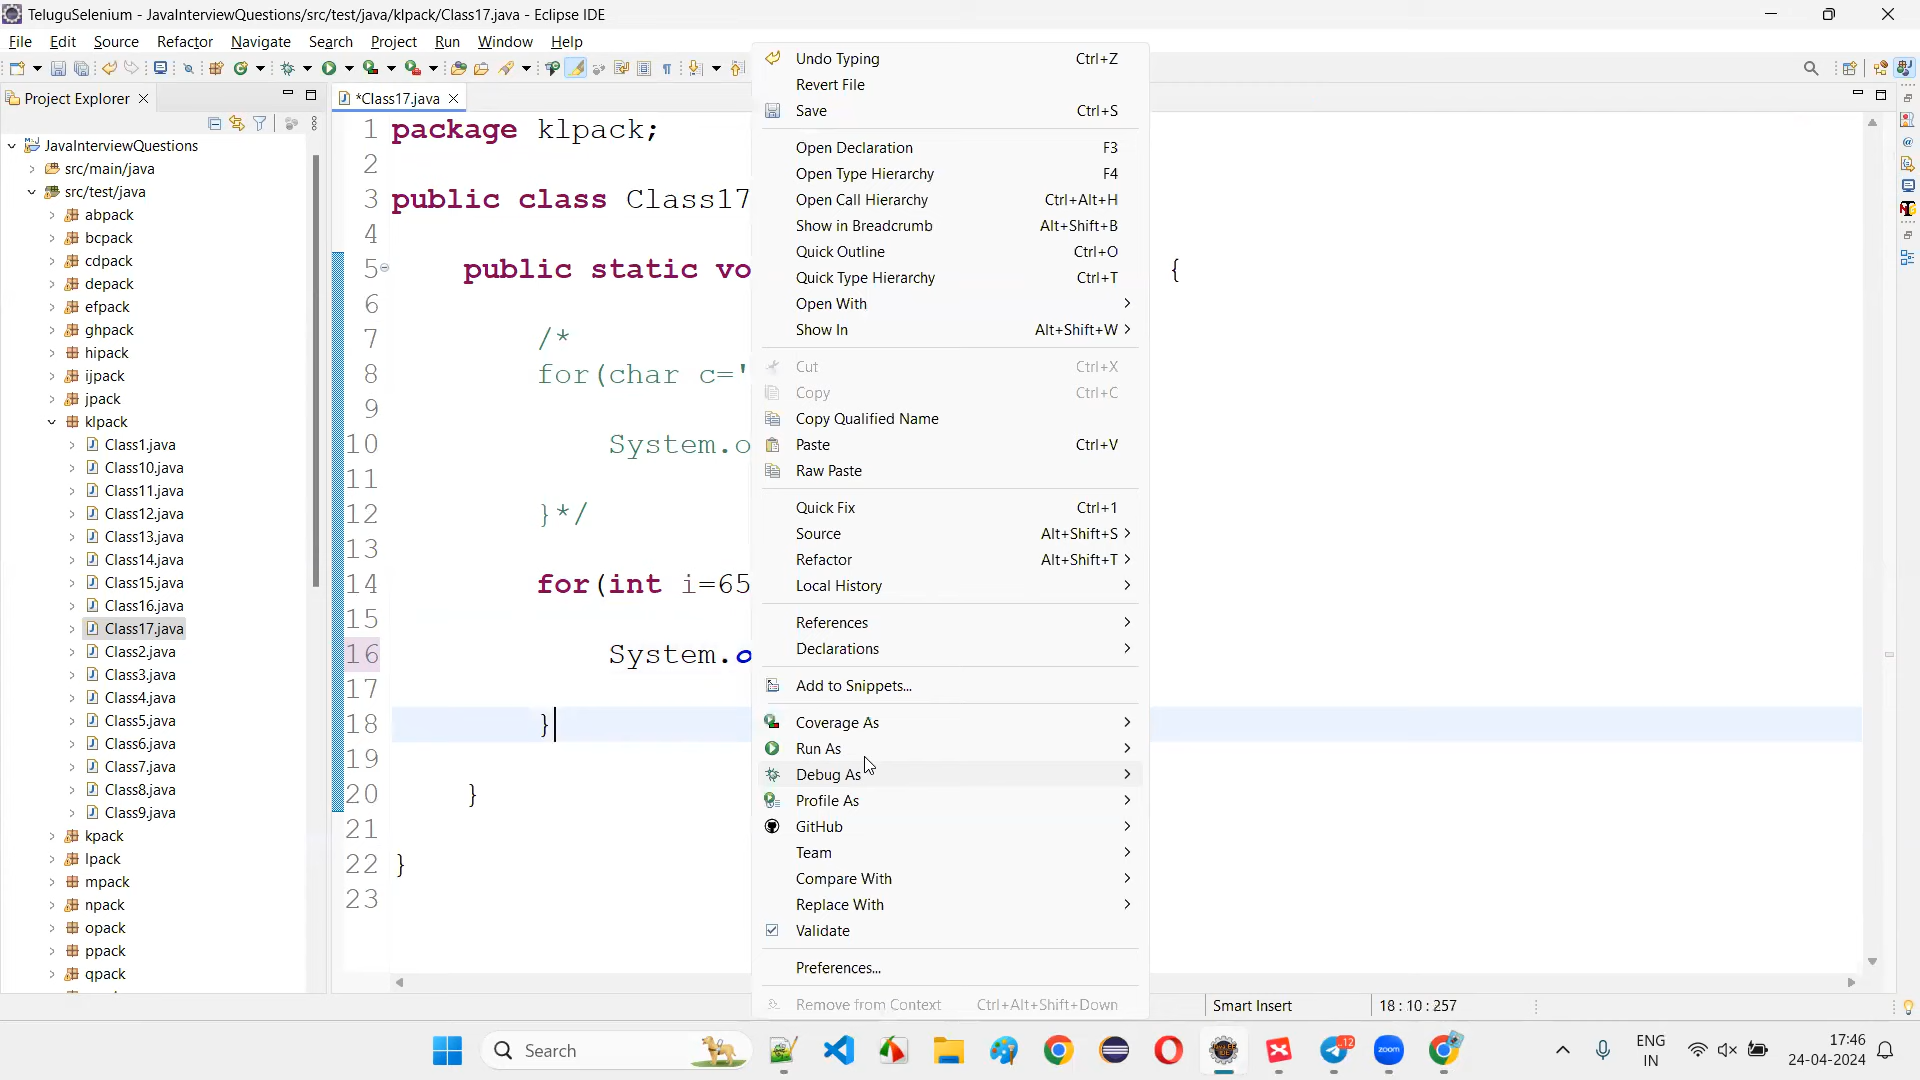 TeluguSelenium - JavaInterviewQuestions/src/test/java/klpack/Class17.java - Eclipse IDE
File Edit Source Refactor Navigate Search Project Run Window Help
Project Explorer
JavaInterviewQuestions
src/main/java
src/test/java
abpack
bcpack
cdpack
depack
efpack
ghpack
hipack
ijpack
jpack
klpack
Class1.java
Class10.java
Class11.java
Class12.java
Class13.java
Class14.java
Class15.java
Class16.java
Class17.java
Class2.java
Class3.java
Class4.java
Class5.java
Class6.java
Class7.java
Class8.java
Class9.java
kpack
lpack
mpack
npack
opack
ppack
qpack
*Class17.java
1 package klpack;
2
3 public class Class17
4
5 public static vo {
6
7 /*
8 for(char c='
9
10 System.o
11
12 }*/
13
14 for(int i=65
15
16 System.o
17
18 }
19
20 }
21
22 }
23
Undo Typing Ctrl+Z
Revert File
Save Ctrl+S
Open Declaration F3
Open Type Hierarchy F4
Open Call Hierarchy Ctrl+Alt+H
Show in Breadcrumb Alt+Shift+B
Quick Outline Ctrl+O
Quick Type Hierarchy Ctrl+T
Open With
Show In Alt+Shift+W
Cut Ctrl+X
Copy Ctrl+C
Copy Qualified Name
Paste Ctrl+V
Raw Paste
Quick Fix Ctrl+1
Source Alt+Shift+S
Refactor Alt+Shift+T
Local History
References
Declarations
Add to Snippets...
Coverage As
Run As
Debug As
Profile As
GitHub
Team
Compare With
Replace With
Validate
Preferences...
Remove from Context Ctrl+Alt+Shift+Down
Smart Insert 18 : 10 : 257
Search
12
zoom
ENG
IN
17:46
24-04-2024